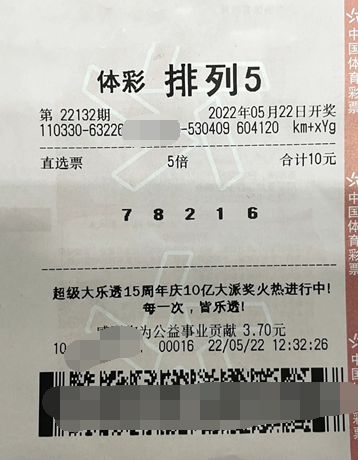 体彩 排列5
第 22132期 2022年05月22日开奖
110330-63226 -530409 604120 km+xYg
直选票 5倍 合计10元
7 8 2 1 6
超级大乐透15周年庆10亿大派奖火热进行中!
每一次,皆乐透!
感 为公益事业贡献 3.70元
10 00016 22/05/22 12:32:26
中国体育彩票
中国体育彩票